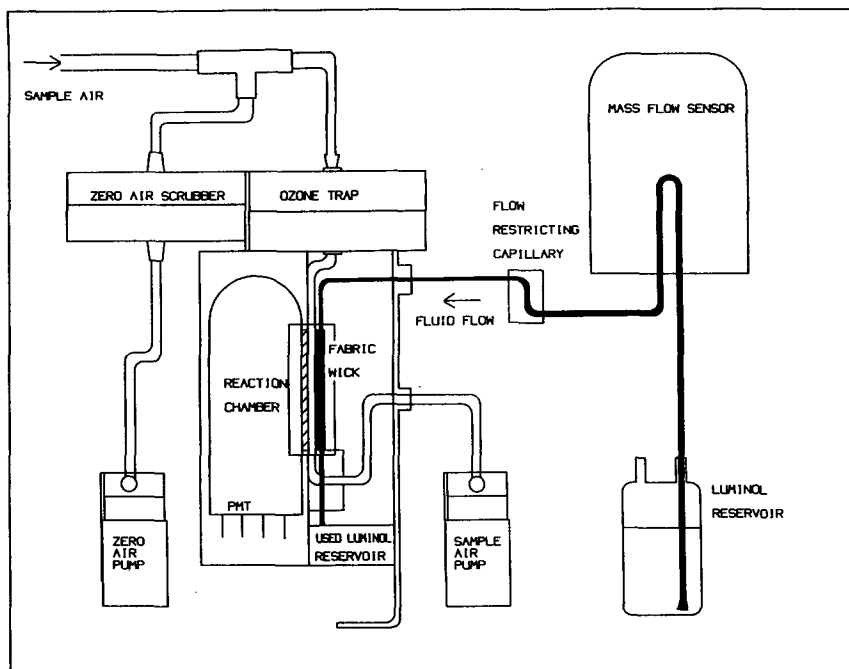 SAMPLE AIR
MASS FLOW SENSOR
ZERO AIR SCRUBBER
OZONE TRAP
FLOW
RESTRICTING
CAPILLARY
FLUID FLOW
FABRIC
WICK
REACTION
CHAMBER
PMT
LUMINOL
RESERVOIR
ZERO
AIR
PUMP
USED LUMINOL
RESERVOIR
SAMPLE
AIR
PUMP